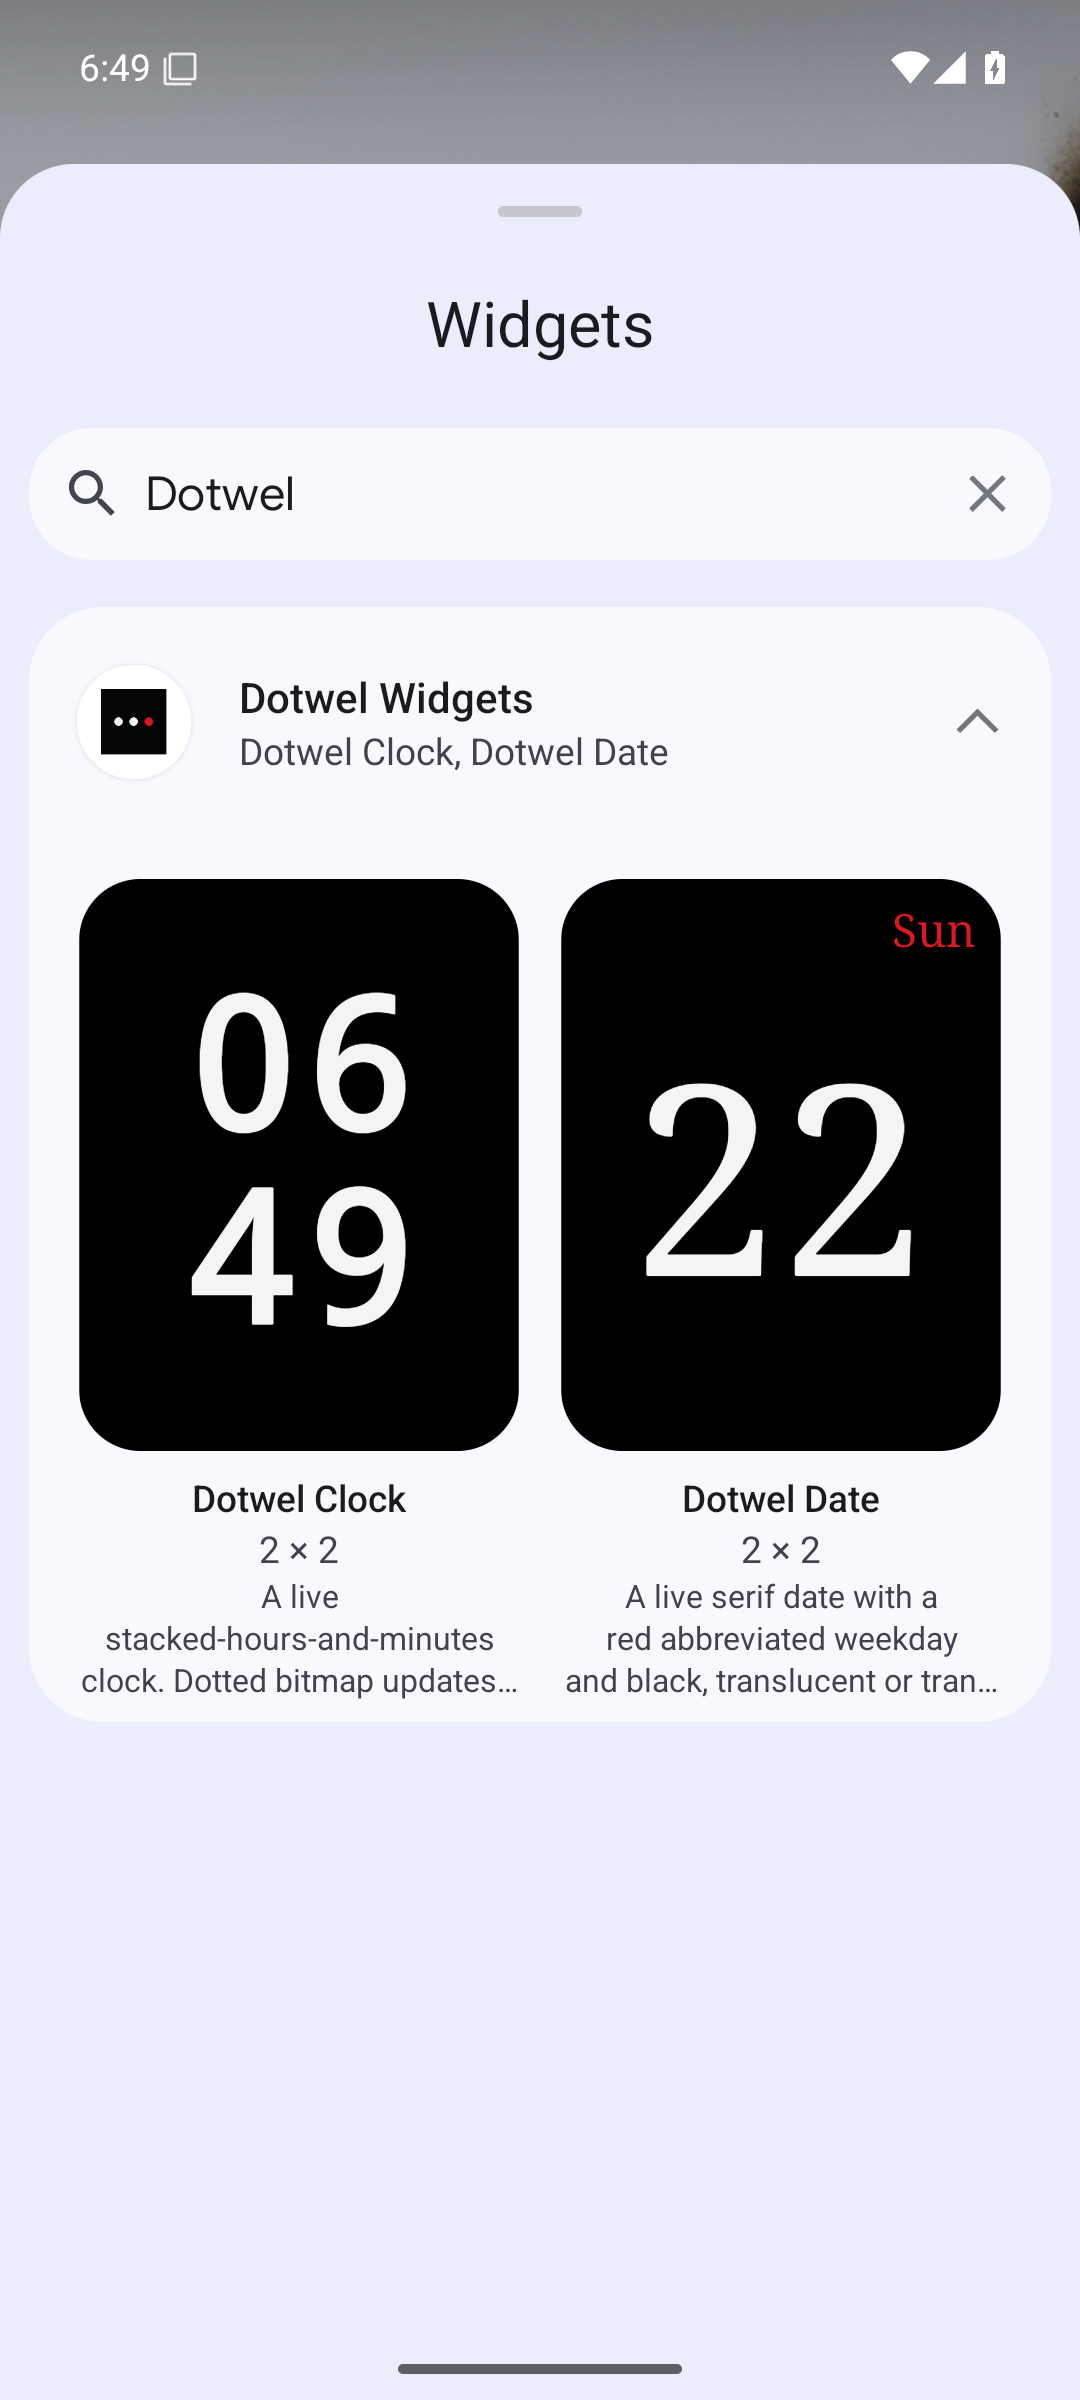 6:49
Widgets
Dotwel
Dotwel Widgets
Dotwel Clock, Dotwel Date
06
49
Sun
22
Dotwel Clock
2 × 2
A live
stacked-hours-and-minutes
clock. Dotted bitmap updates...
Dotwel Date
2 × 2
A live serif date with a
red abbreviated weekday
and black, translucent or tran...